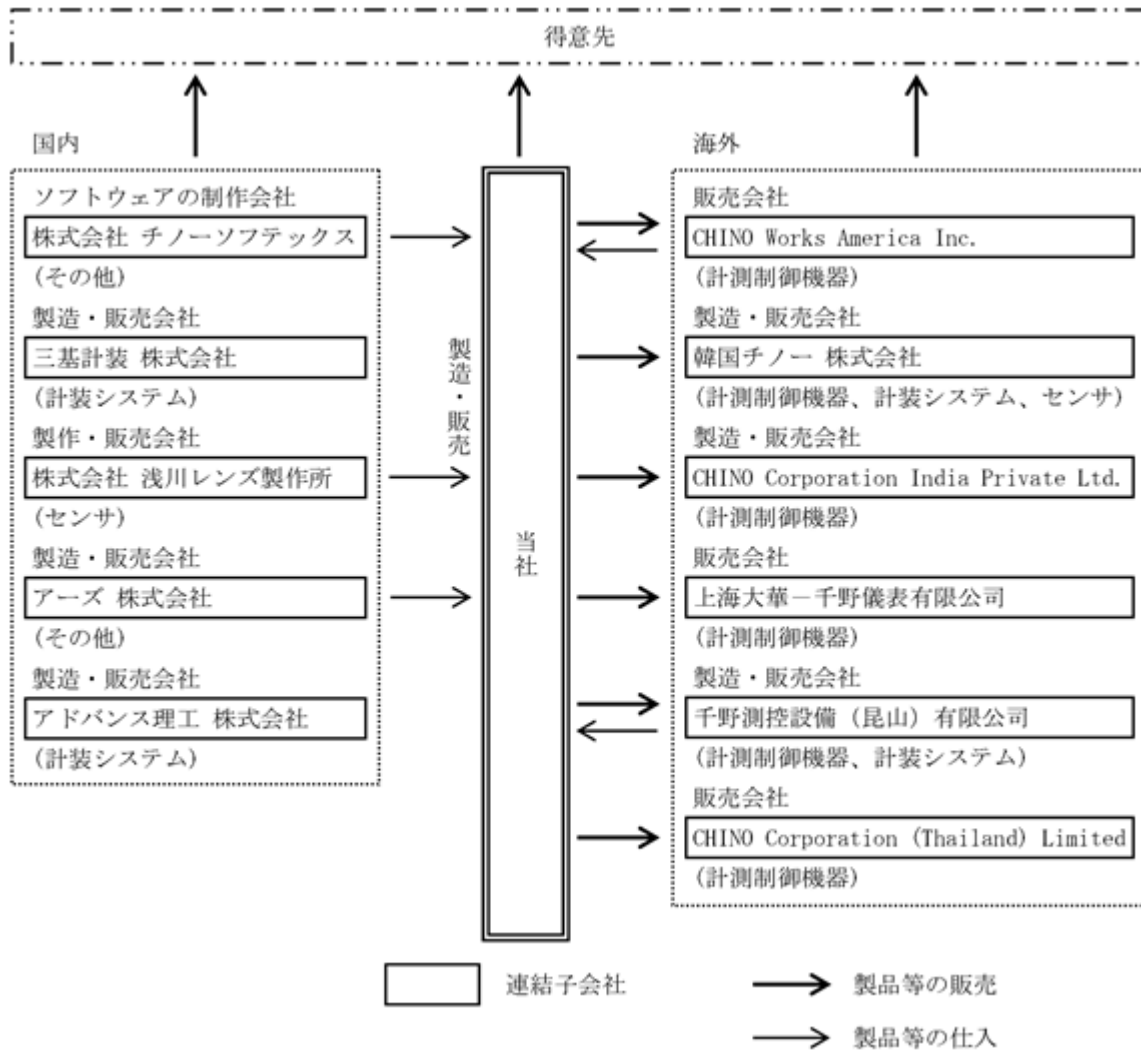 得意先
国内
ソフトウェアの制作会社
株式会社 チノーソフテックス
(その他)
製造・販売会社
三基計装 株式会社
(計装システム)
製作・販売会社
株式会社 浅川レンズ製作所
(センサ)
製造・販売会社
アーズ 株式会社
(その他)
製造・販売会社
アドバンス理工 株式会社
(計装システム)
製造・販売
当社
海外
販売会社
CHINO Works America Inc.
(計測制御機器)
製造・販売会社
韓国チノー 株式会社
(計測制御機器、計装システム、センサ)
製造・販売会社
CHINO Corporation India Private Ltd.
(計測制御機器)
販売会社
上海大華－千野儀表有限公司
(計測制御機器)
製造・販売会社
千野測控設備（昆山）有限公司
(計測制御機器、計装システム)
販売会社
CHINO Corporation (Thailand) Limited
(計測制御機器)
連結子会社
製品等の販売
製品等の仕入